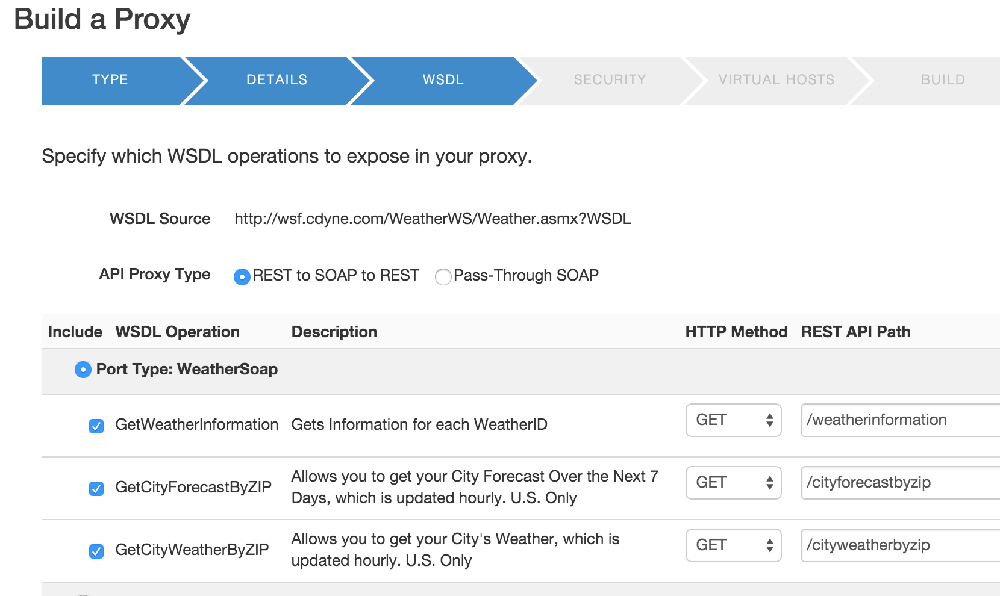 Build a Proxy
TYPE DETAILS WSDL SECURITY VIRTUAL HOSTS BUILD
Specify which WSDL operations to expose in your proxy.
WSDL Source http://wsf.cdyne.com/WeatherWS/Weather.asmx?WSDL
API Proxy Type REST to SOAP to REST Pass-Through SOAP
Include WSDL Operation Description HTTP Method REST API Path
Port Type: WeatherSoap
GetWeatherInformation Gets Information for each WeatherID GET /weatherinformation
GetCityForecastByZIP Allows you to get your City Forecast Over the Next 7 GET /cityforecastbyzip
Days, which is updated hourly. U.S. Only
GetCityWeatherByZIP Allows you to get your City's Weather, which is GET /cityweatherbyzip
updated hourly. U.S. Only